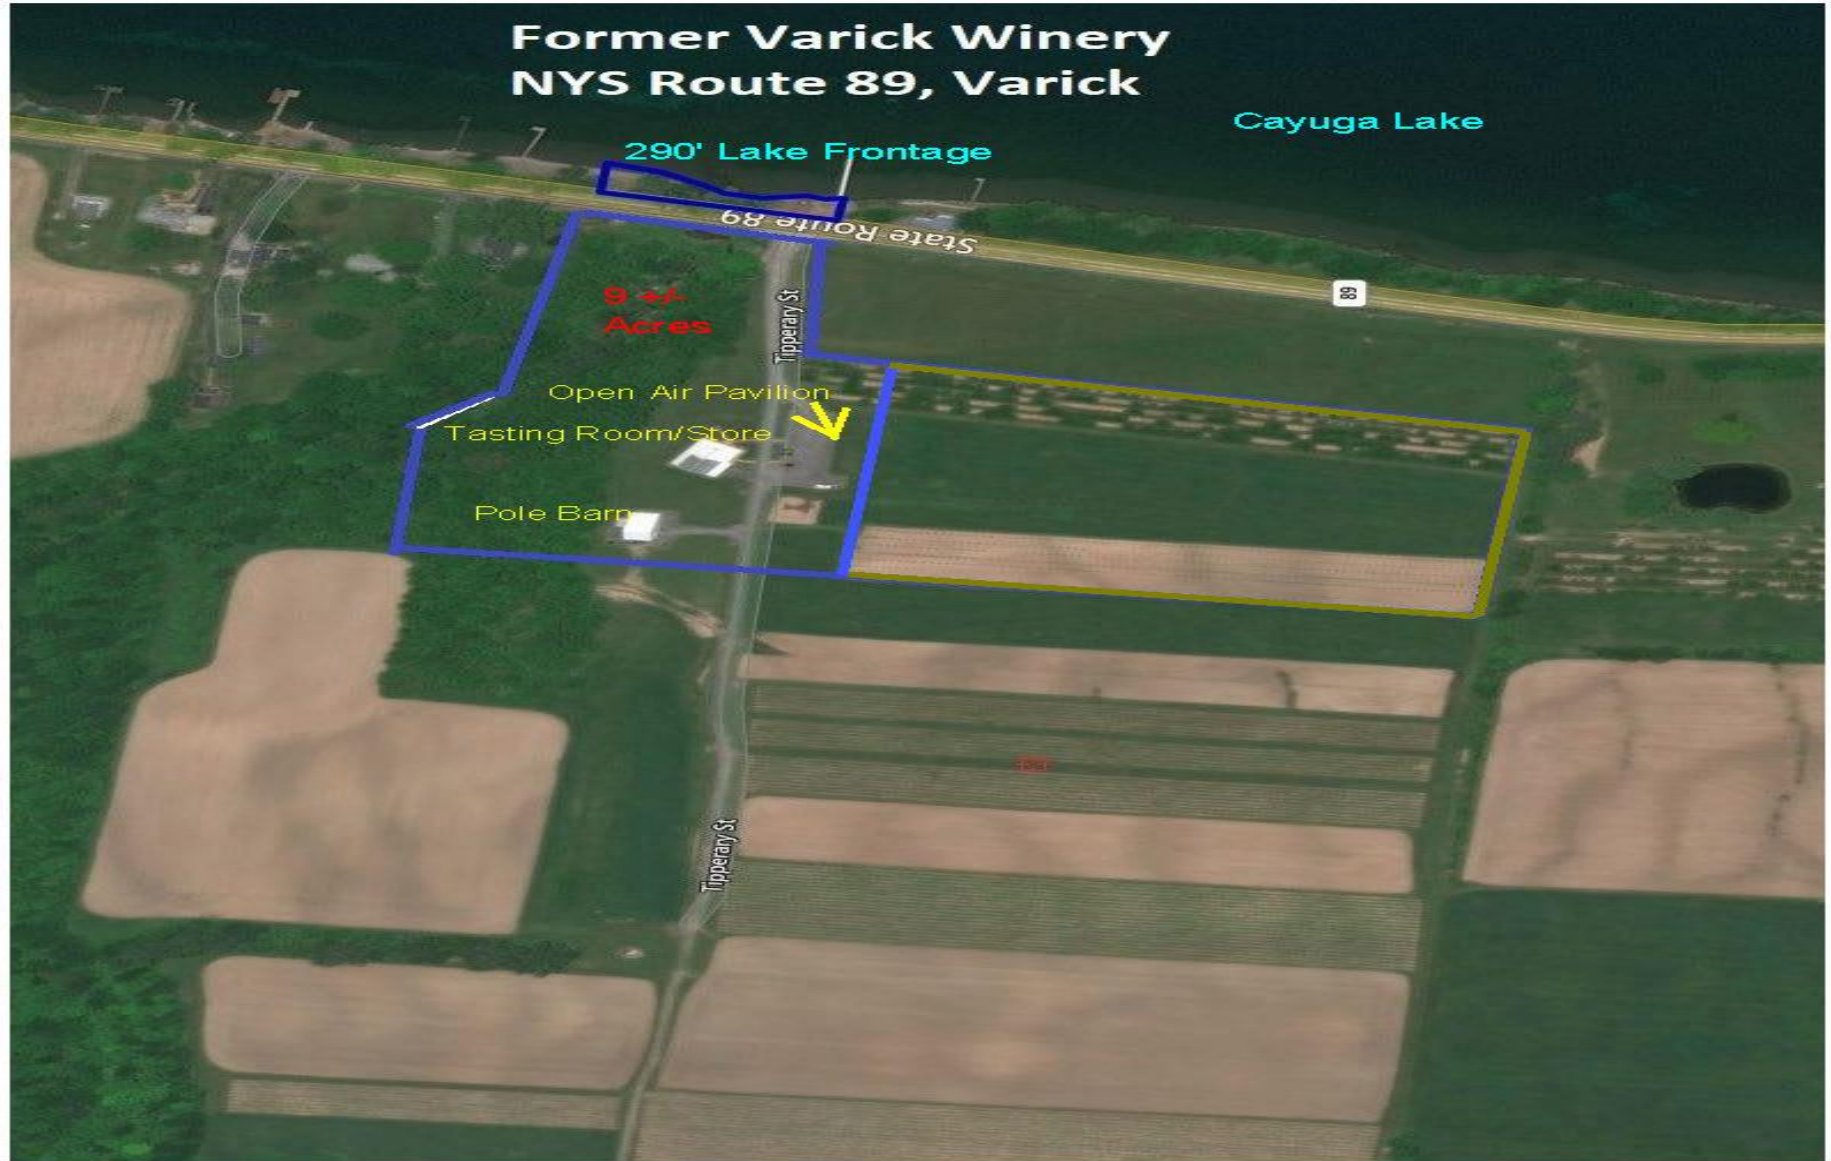 Former Varick Winery
NYS Route 89, Varick
Cayuga Lake
290' Lake Frontage
State Route 89
89
9 +/-
Acres
Tipperary St
Open Air Pavilion
Tasting Room/Store
Pole Barn
Tipperary St